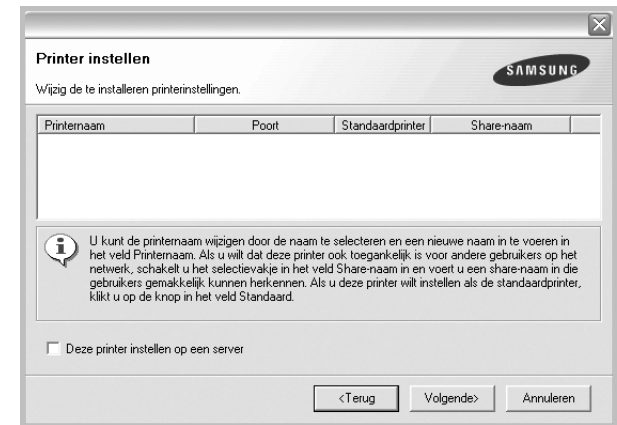 Printer instellen
Wijzig de te installeren printerinstellingen.
SAMSUNG
Printernaam Poort Standaardprinter Share-naam
U kunt de printernaam wijzigen door de naam te selecteren en een nieuwe naam in te voeren in
het veld Printernaam. Als u wilt dat deze printer ook toegankelijk is voor andere gebruikers op het
netwerk, schakelt u het selectievakje in het veld Share-naam in en voert u een share-naam in die
gebruikers gemakkelijk kunnen herkennen. Als u deze printer wilt instellen als de standaardprinter,
klikt u op de knop in het veld Standaard.
Deze printer instellen op een server
<Terug Volgende> Annuleren